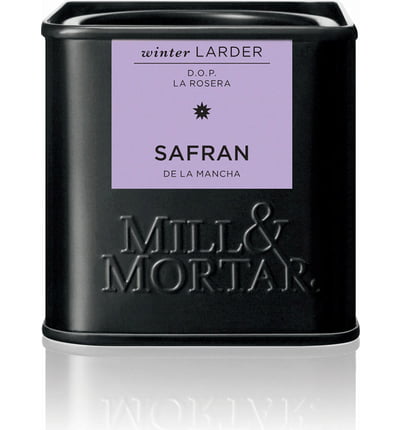 winter LARDER
D.O.P.
LA ROSERA
SAFRAN
DE LA MANCHA
MILL &
MORTAR